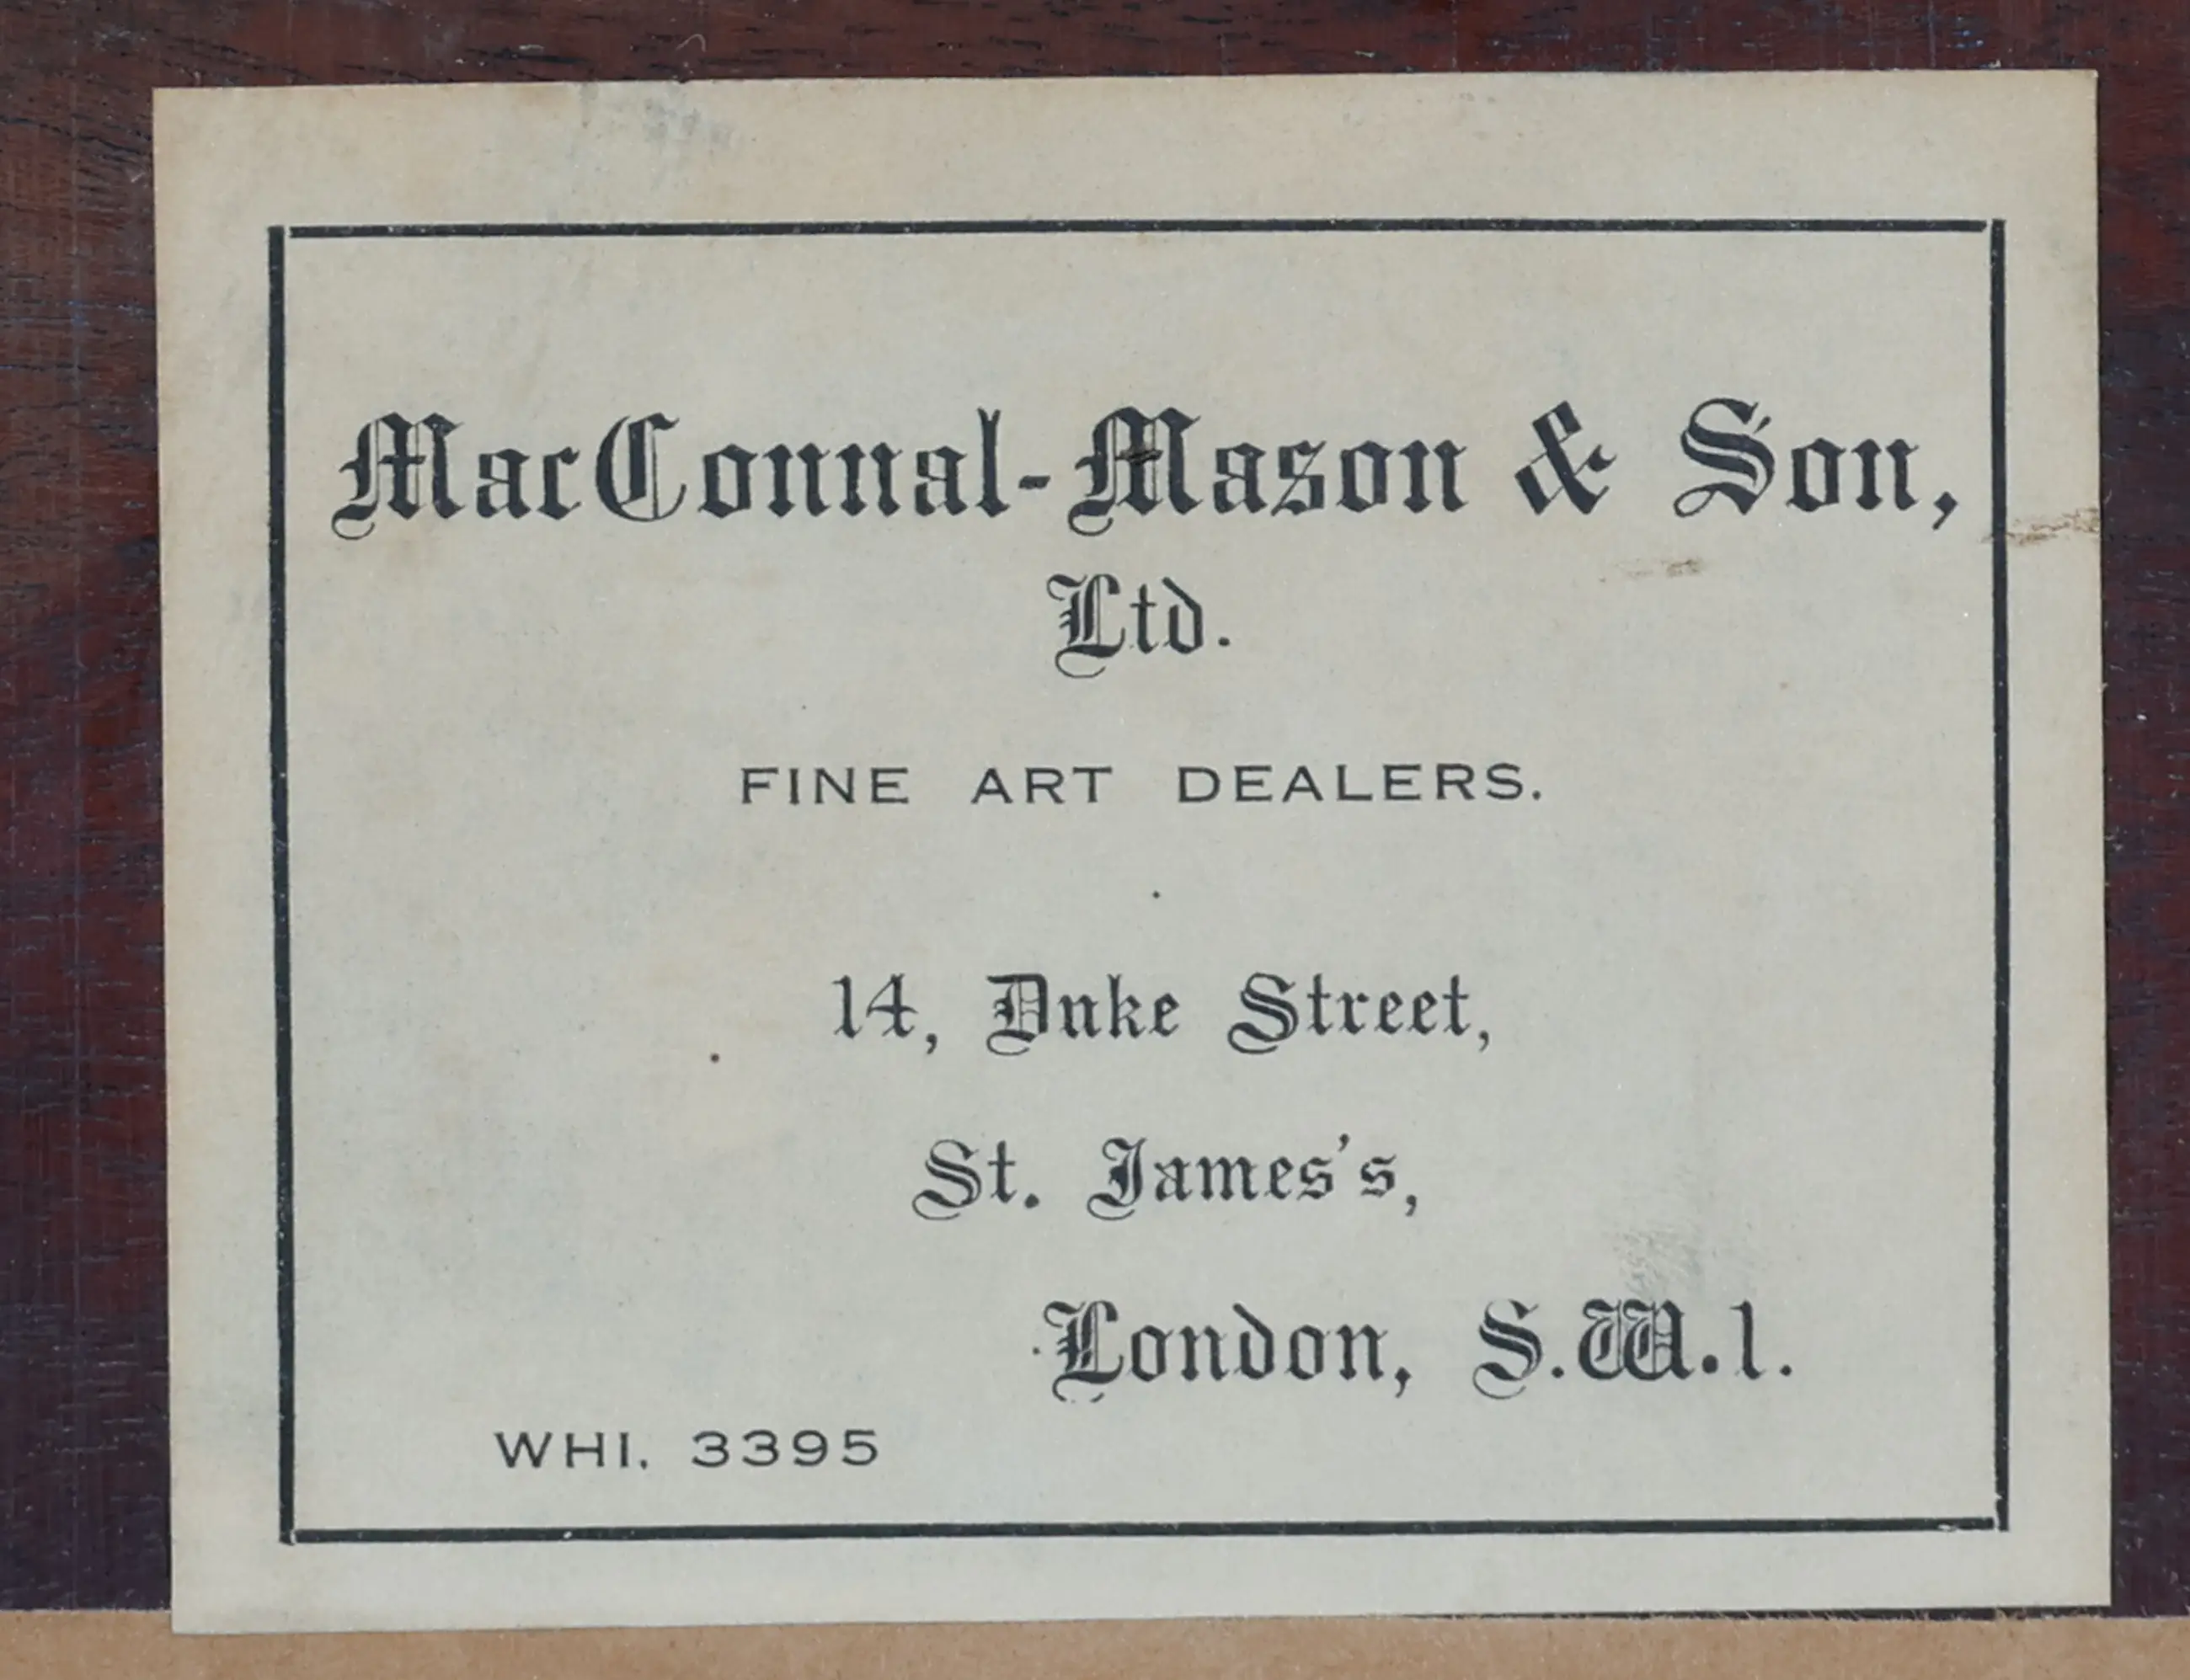 MacConnal-Mason & Son,
Ltd.
FINE ART DEALERS.
14, Duke Street,
St. James's,
London, S.W.1.
WHI. 3395